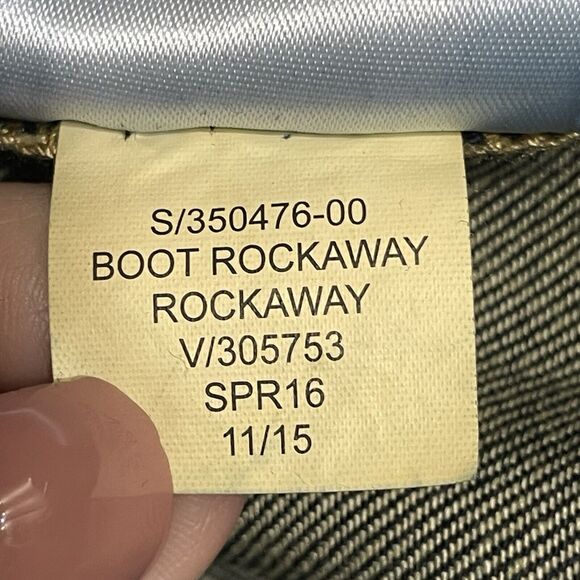 S/350476-00
BOOT ROCKAWAY
ROCKAWAY
V/305753
SPR16
11/15